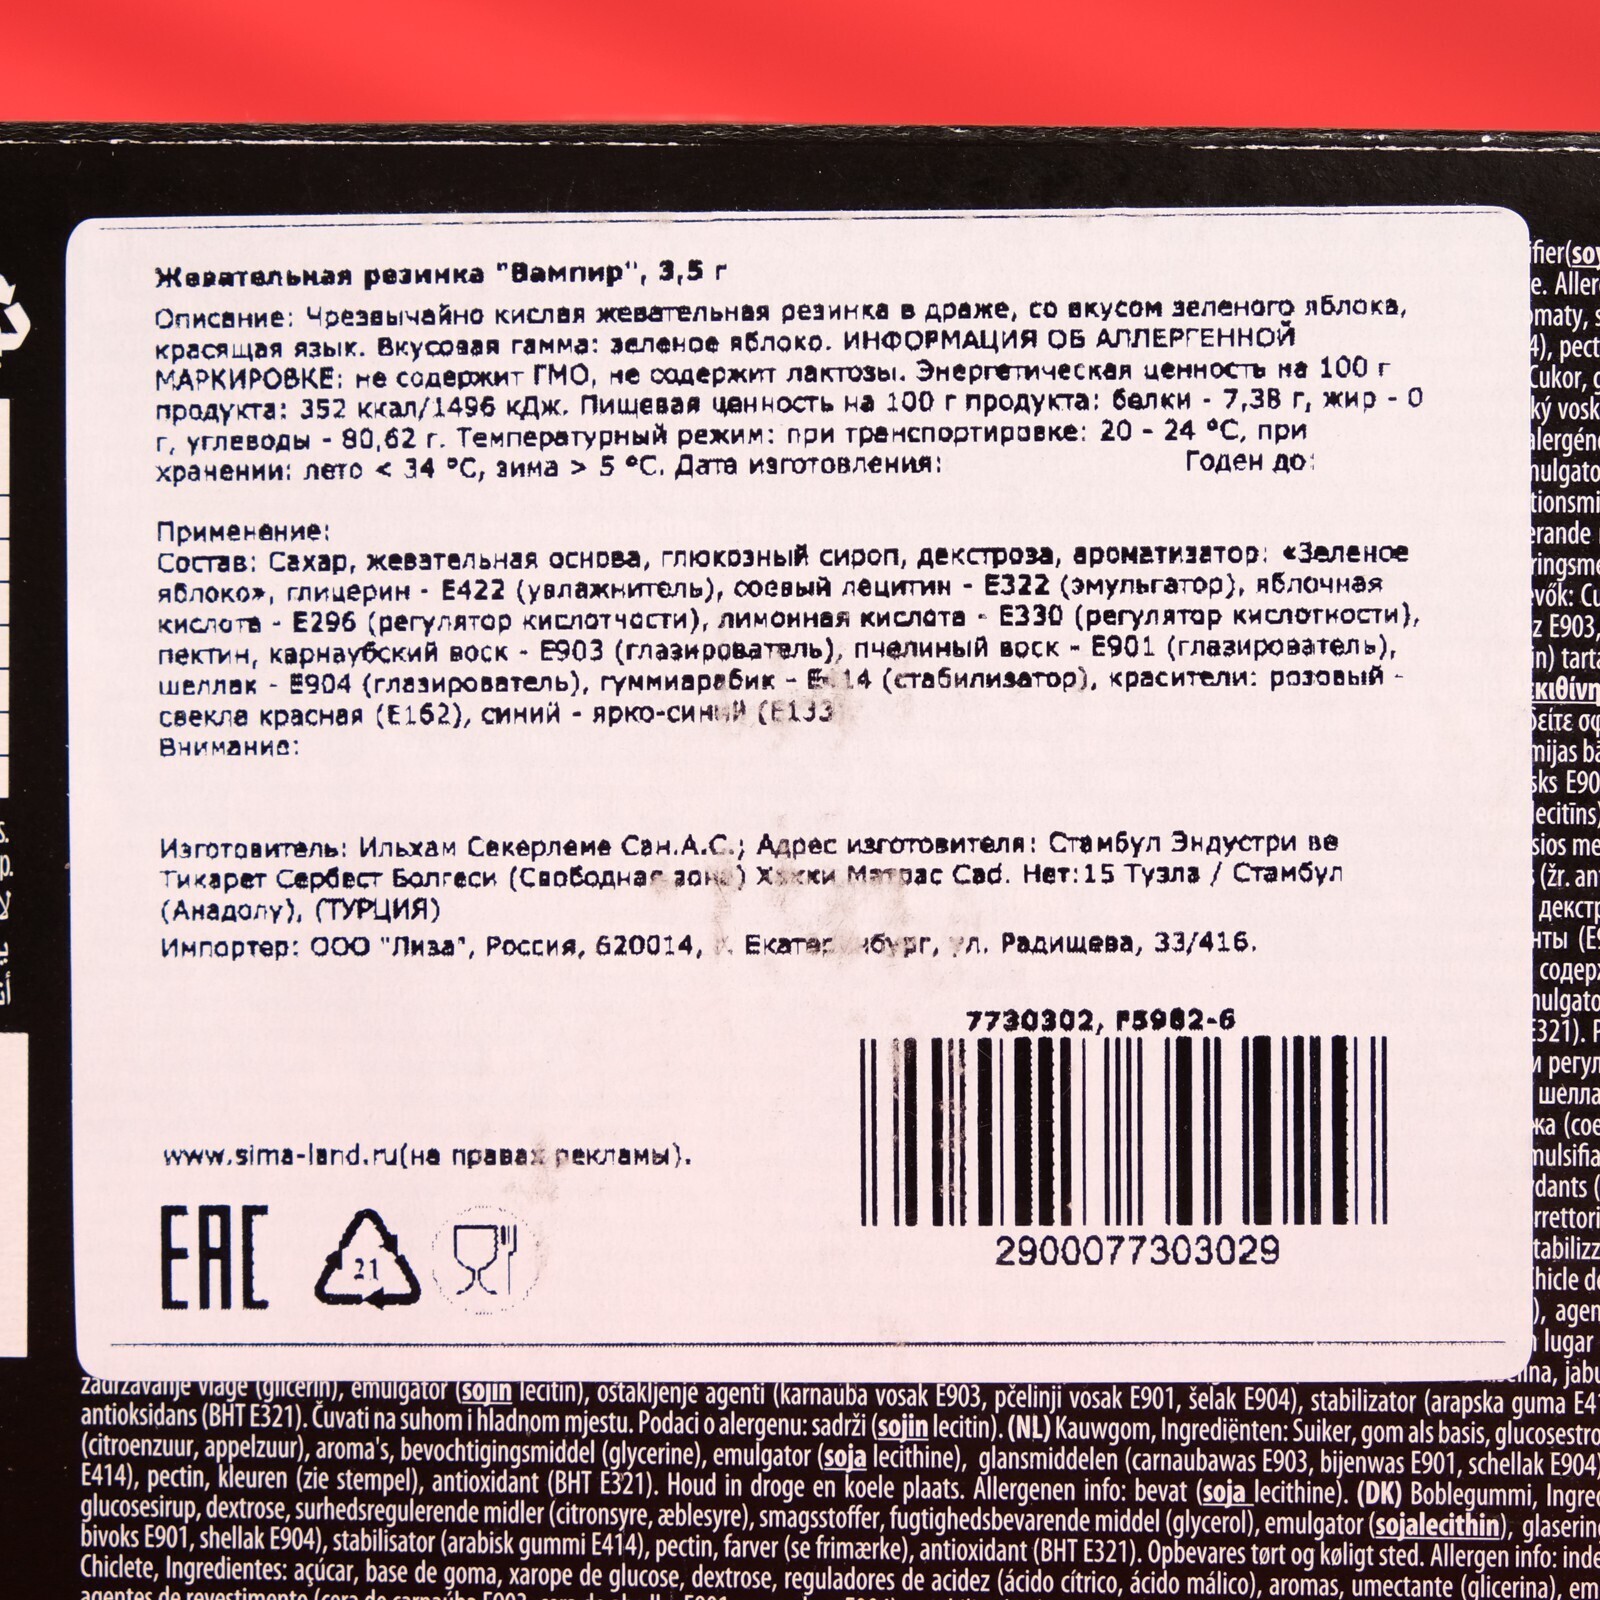 Жевательная резинка "Вампир", 3,5 г
Описание: Чрезвычайно кислая жевательная резинка в драже, со вкусом зеленого яблока,
красящая язык. Вкусовая гамма: зеленое яблоко. ИНФОРМАЦИЯ ОБ АЛЛЕРГЕННОЙ
МАРКИРОВКЕ: не содержит ГМО, не содержит лактозы. Энергетическая ценность на 100 г
продукта: 352 ккал/1496 кДж. Пищевая ценность на 100 г продукта: белки - 7,38 г, жир - 0
г, углеводы - 80,62 г. Температурный режим: при транспортировке: 20 - 24 °C, при
хранении: лето < 34 °C, зима > 5 °C. Дата изготовления: Годен до:
Применение:
Состав: Сахар, жевательная основа, глюкозный сироп, декстроза, ароматизатор: «Зеленое
яблоко», глицерин - E422 (увлажнитель), соевый лецитин - E322 (эмульгатор), яблочная
кислота - E296 (регулятор кислотности), лимонная кислота - E330 (регулятор кислотности),
пектин, карнаубский воск - E903 (глазирователь), пчелиный воск - E901 (глазирователь),
шеллак - E904 (глазирователь), гуммиарабик - E414 (стабилизатор), красители: розовый -
свекла красная (E162), синий - ярко-синий (E133
Внимание:
Изготовитель: Ильхам Секерлеме Сан.А.С.; Адрес изготовителя: Стамбул Эндустри ве
Тикарет Сербест Болгеси (Свободная зона) Хакки Матрас Cad. Нет:15 Тузла / Стамбул
(Анадолу), (ТУРЦИЯ)
Импортер: ООО "Лиза", Россия, 620014, г. Екатеринбург, ул. Радищева, 33/416.
7730302, F5982-6
2900077303029
www.sima-land.ru(на правах рекламы).
EAC
21
zadržavanje vlage (glicerin), emulgator (sojin lecitin), ostakljenje agenti (karnauba vosak E903, pčelinji vosak E901, šelak E904), stabilizator (arapska guma E41
antioksidans (BHT E321). Čuvati na suhom i hladnom mjestu. Podaci o alergenu: sadrži (sojin lecitin). (NL) Kauwgom, Ingrediënten: Suiker, gom als basis, glucosestro
(citroenzuur, appelzuur), aroma's, bevochtigingsmiddel (glycerine), emulgator (soja lecithine), glansmiddelen (carnaubawas E903, bijenwas E901, schellak E904)
E414), pectin, kleuren (zie stempel), antioxidant (BHT E321). Houd in droge en koele plaats. Allergenen info: bevat (soja lecithine). (DK) Boblegummi, Ingre
glucosesirup, dextrose, surhedsregulerende midler (citronsyre, æblesyre), smagsstoffer, fugtighedsbevarende middel (glycerol), emulgator (sojalecithin), glaserin
bivoks E901, shellak E904), stabilisator (arabisk gummi E414), pectin, farver (se frimærke), antioxidant (BHT E321). Opbevares tørt og køligt sted. Allergen info: inde
Chiclete, Ingredientes: açúcar, base de goma, xarope de glucose, dextrose, reguladores de acidez (ácido cítrico, ácido málico), aromas, umectante (glicerina), em